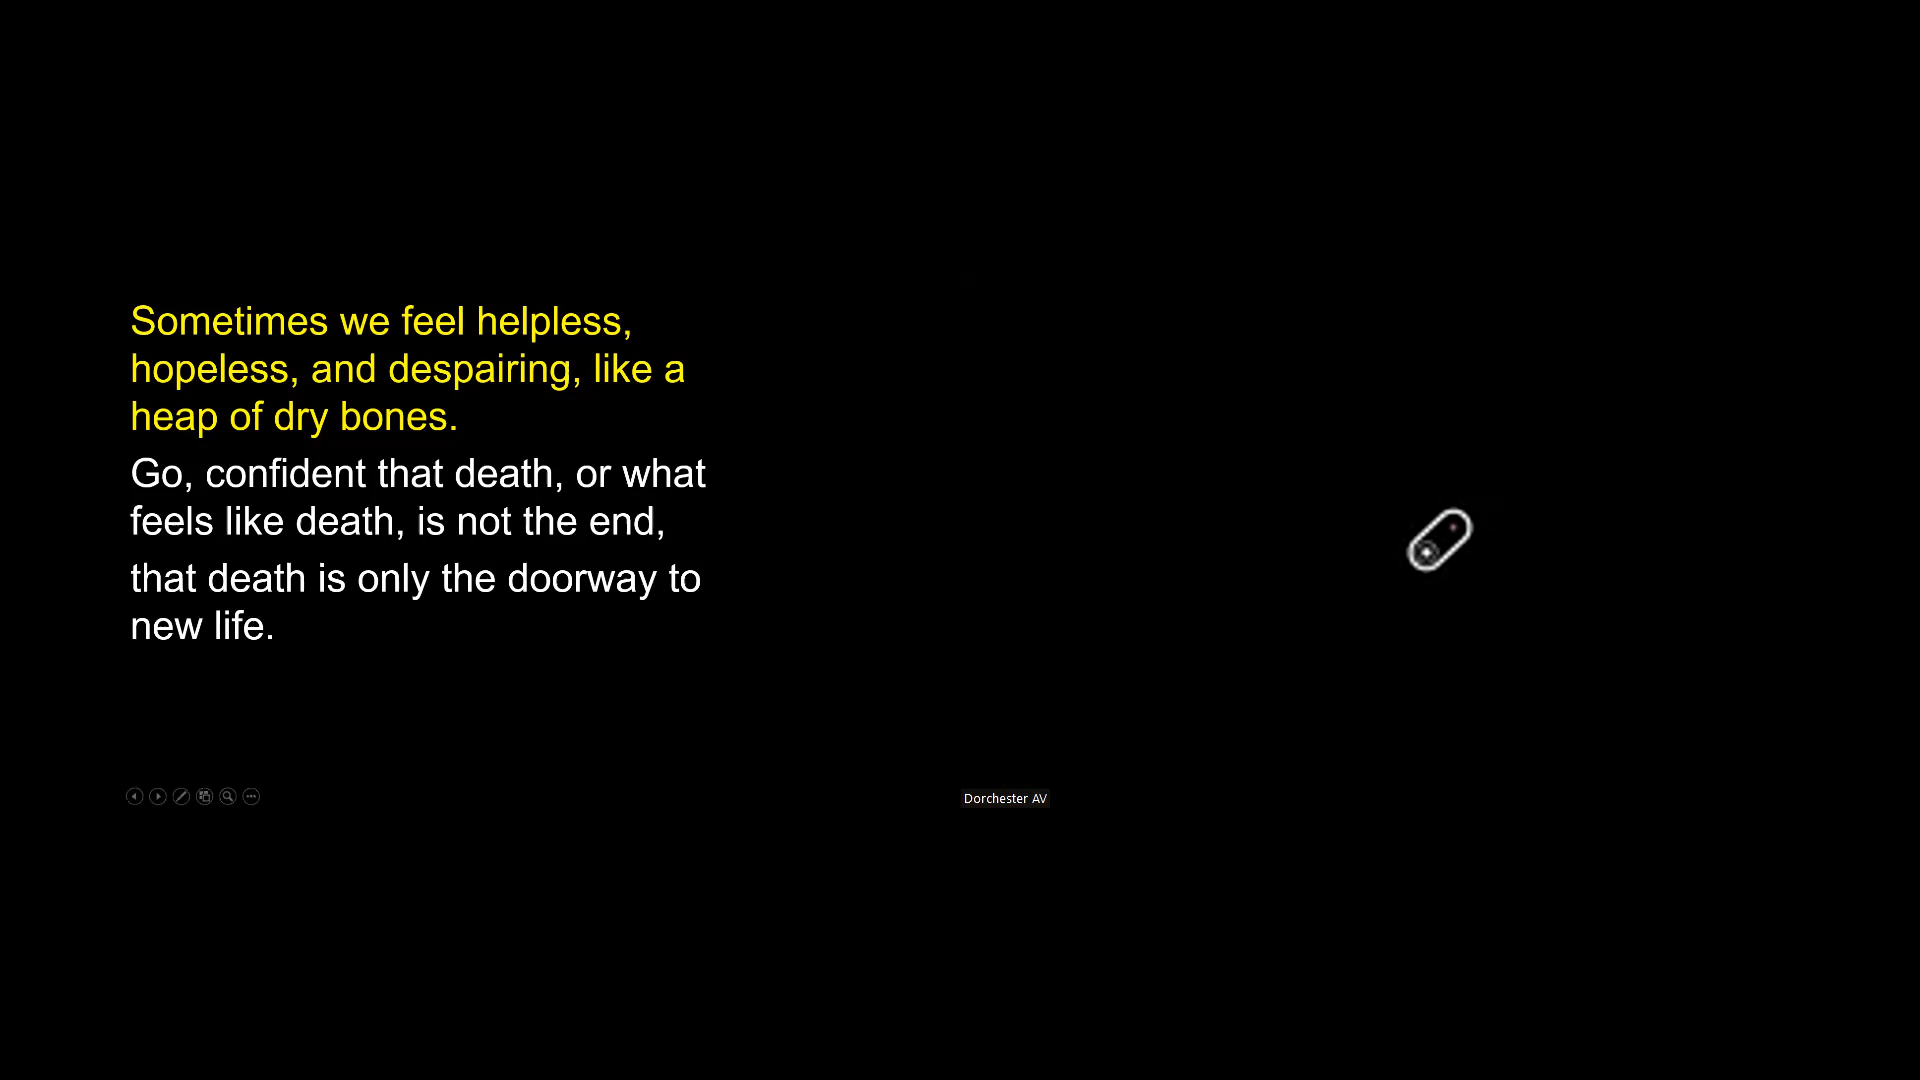 Sometimes we feel helpless,
hopeless, and despairing, like a
heap of dry bones.
Go, confident that death, or what
feels like death, is not the end,
that death is only the doorway to
new life.
Dorchester AV